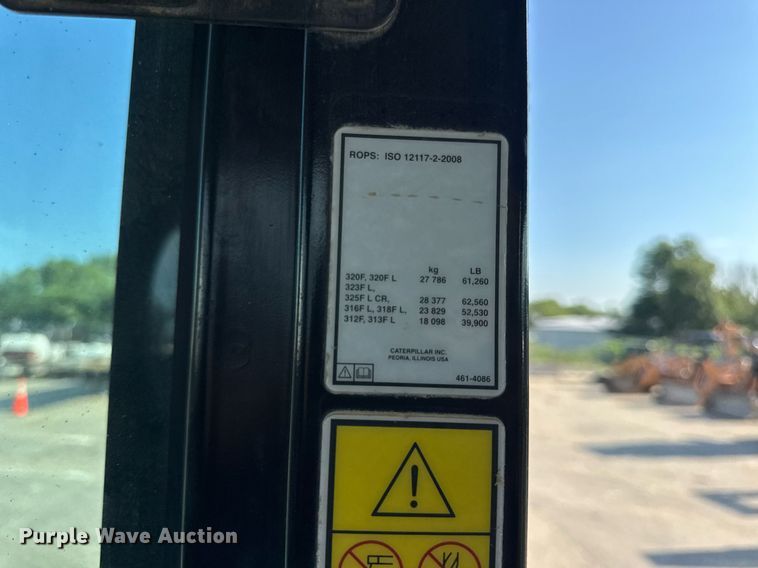 ROPS: ISO 12117-2-2008
kg LB
320F, 320F L 27 786 61,260
323F L,
325F L CR, 28 377 62,560
316F L, 318F L, 23 829 52,530
312F, 313F L 18 098 39,900
CATERPILLAR INC.
PEORIA, ILLINOIS USA
461-4086
Purple Wave Auction